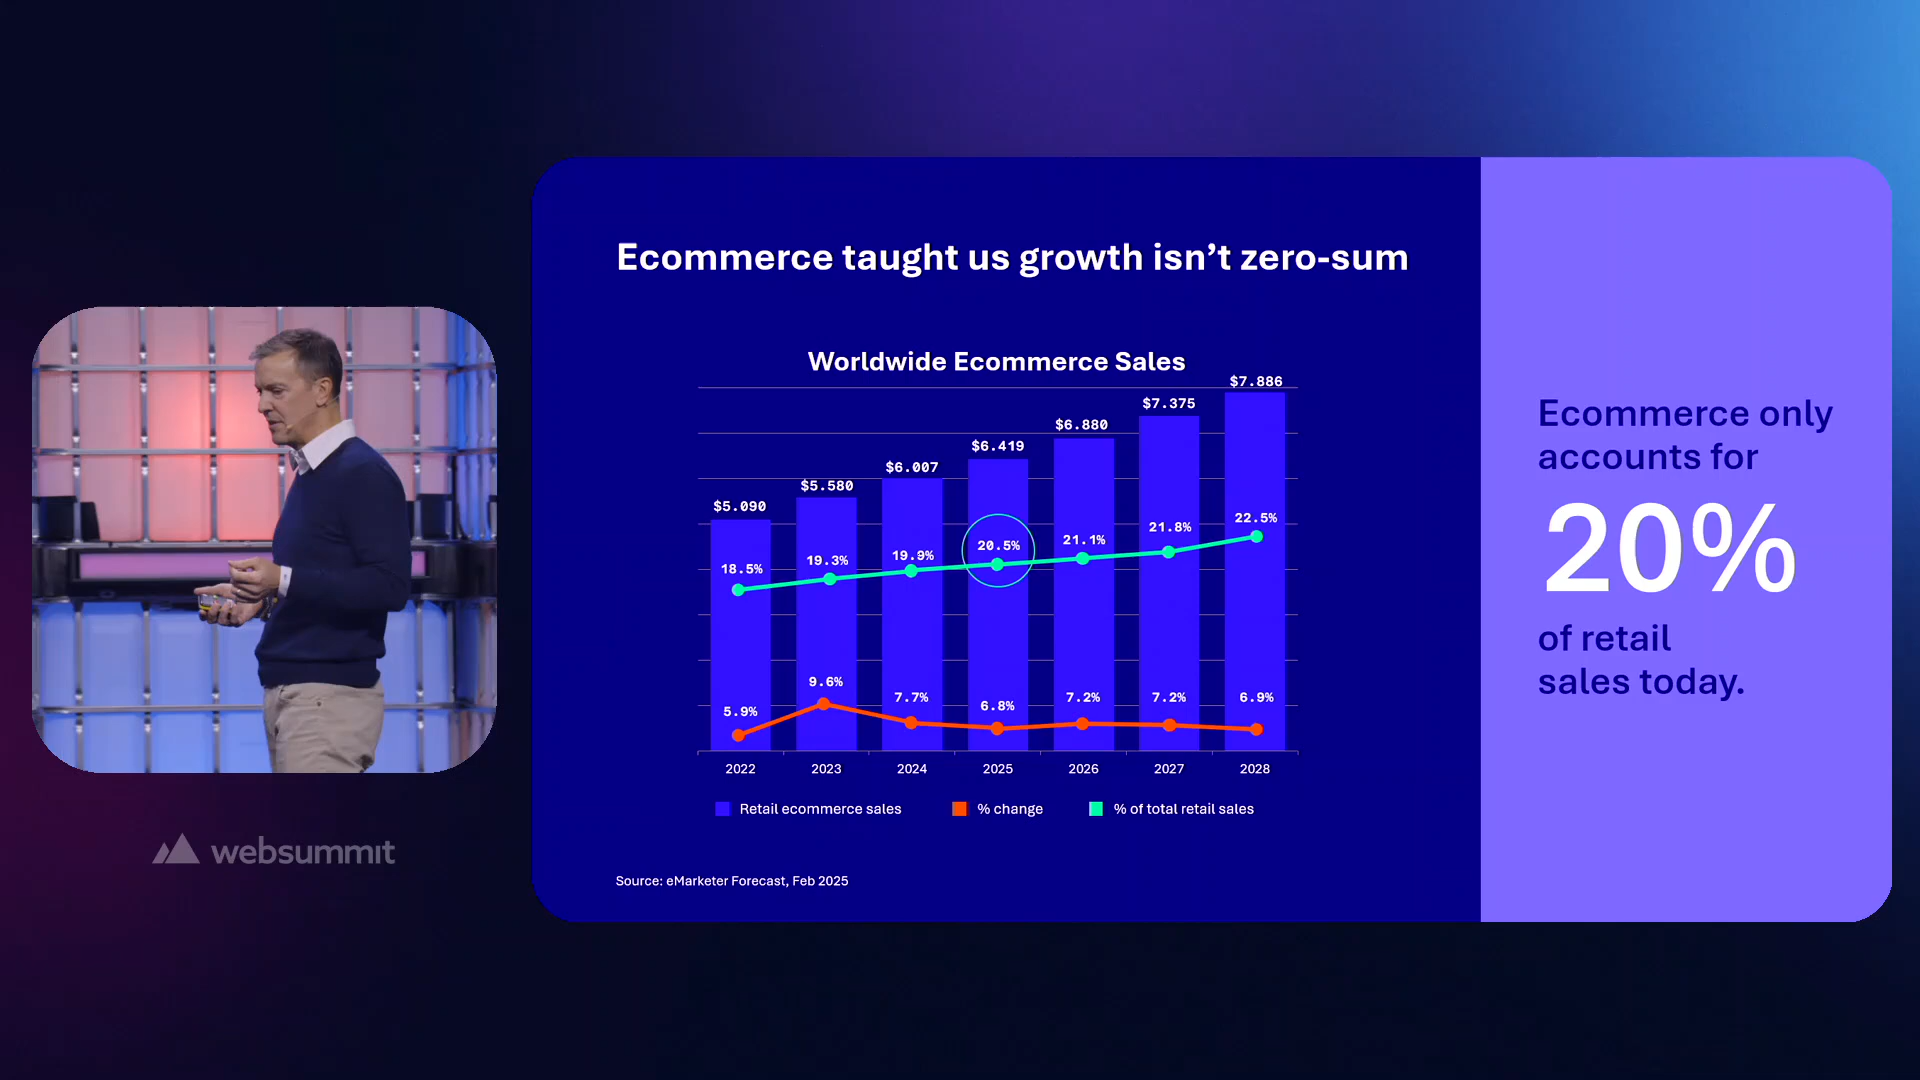 Ecommerce taught us growth isn’t zero-sum
Worldwide Ecommerce Sales
$5.090 $5.580 $6.007 $6.419 $6.880 $7.375 $7.886
18.5% 19.3% 19.9% 20.5% 21.1% 21.8% 22.5%
5.9% 9.6% 7.7% 6.8% 7.2% 7.2% 6.9%
2022 2023 2024 2025 2026 2027 2028
Retail ecommerce sales % change % of total retail sales
Source: eMarketer Forecast, Feb 2025
Ecommerce only
accounts for
20%
of retail
sales today.
websummit